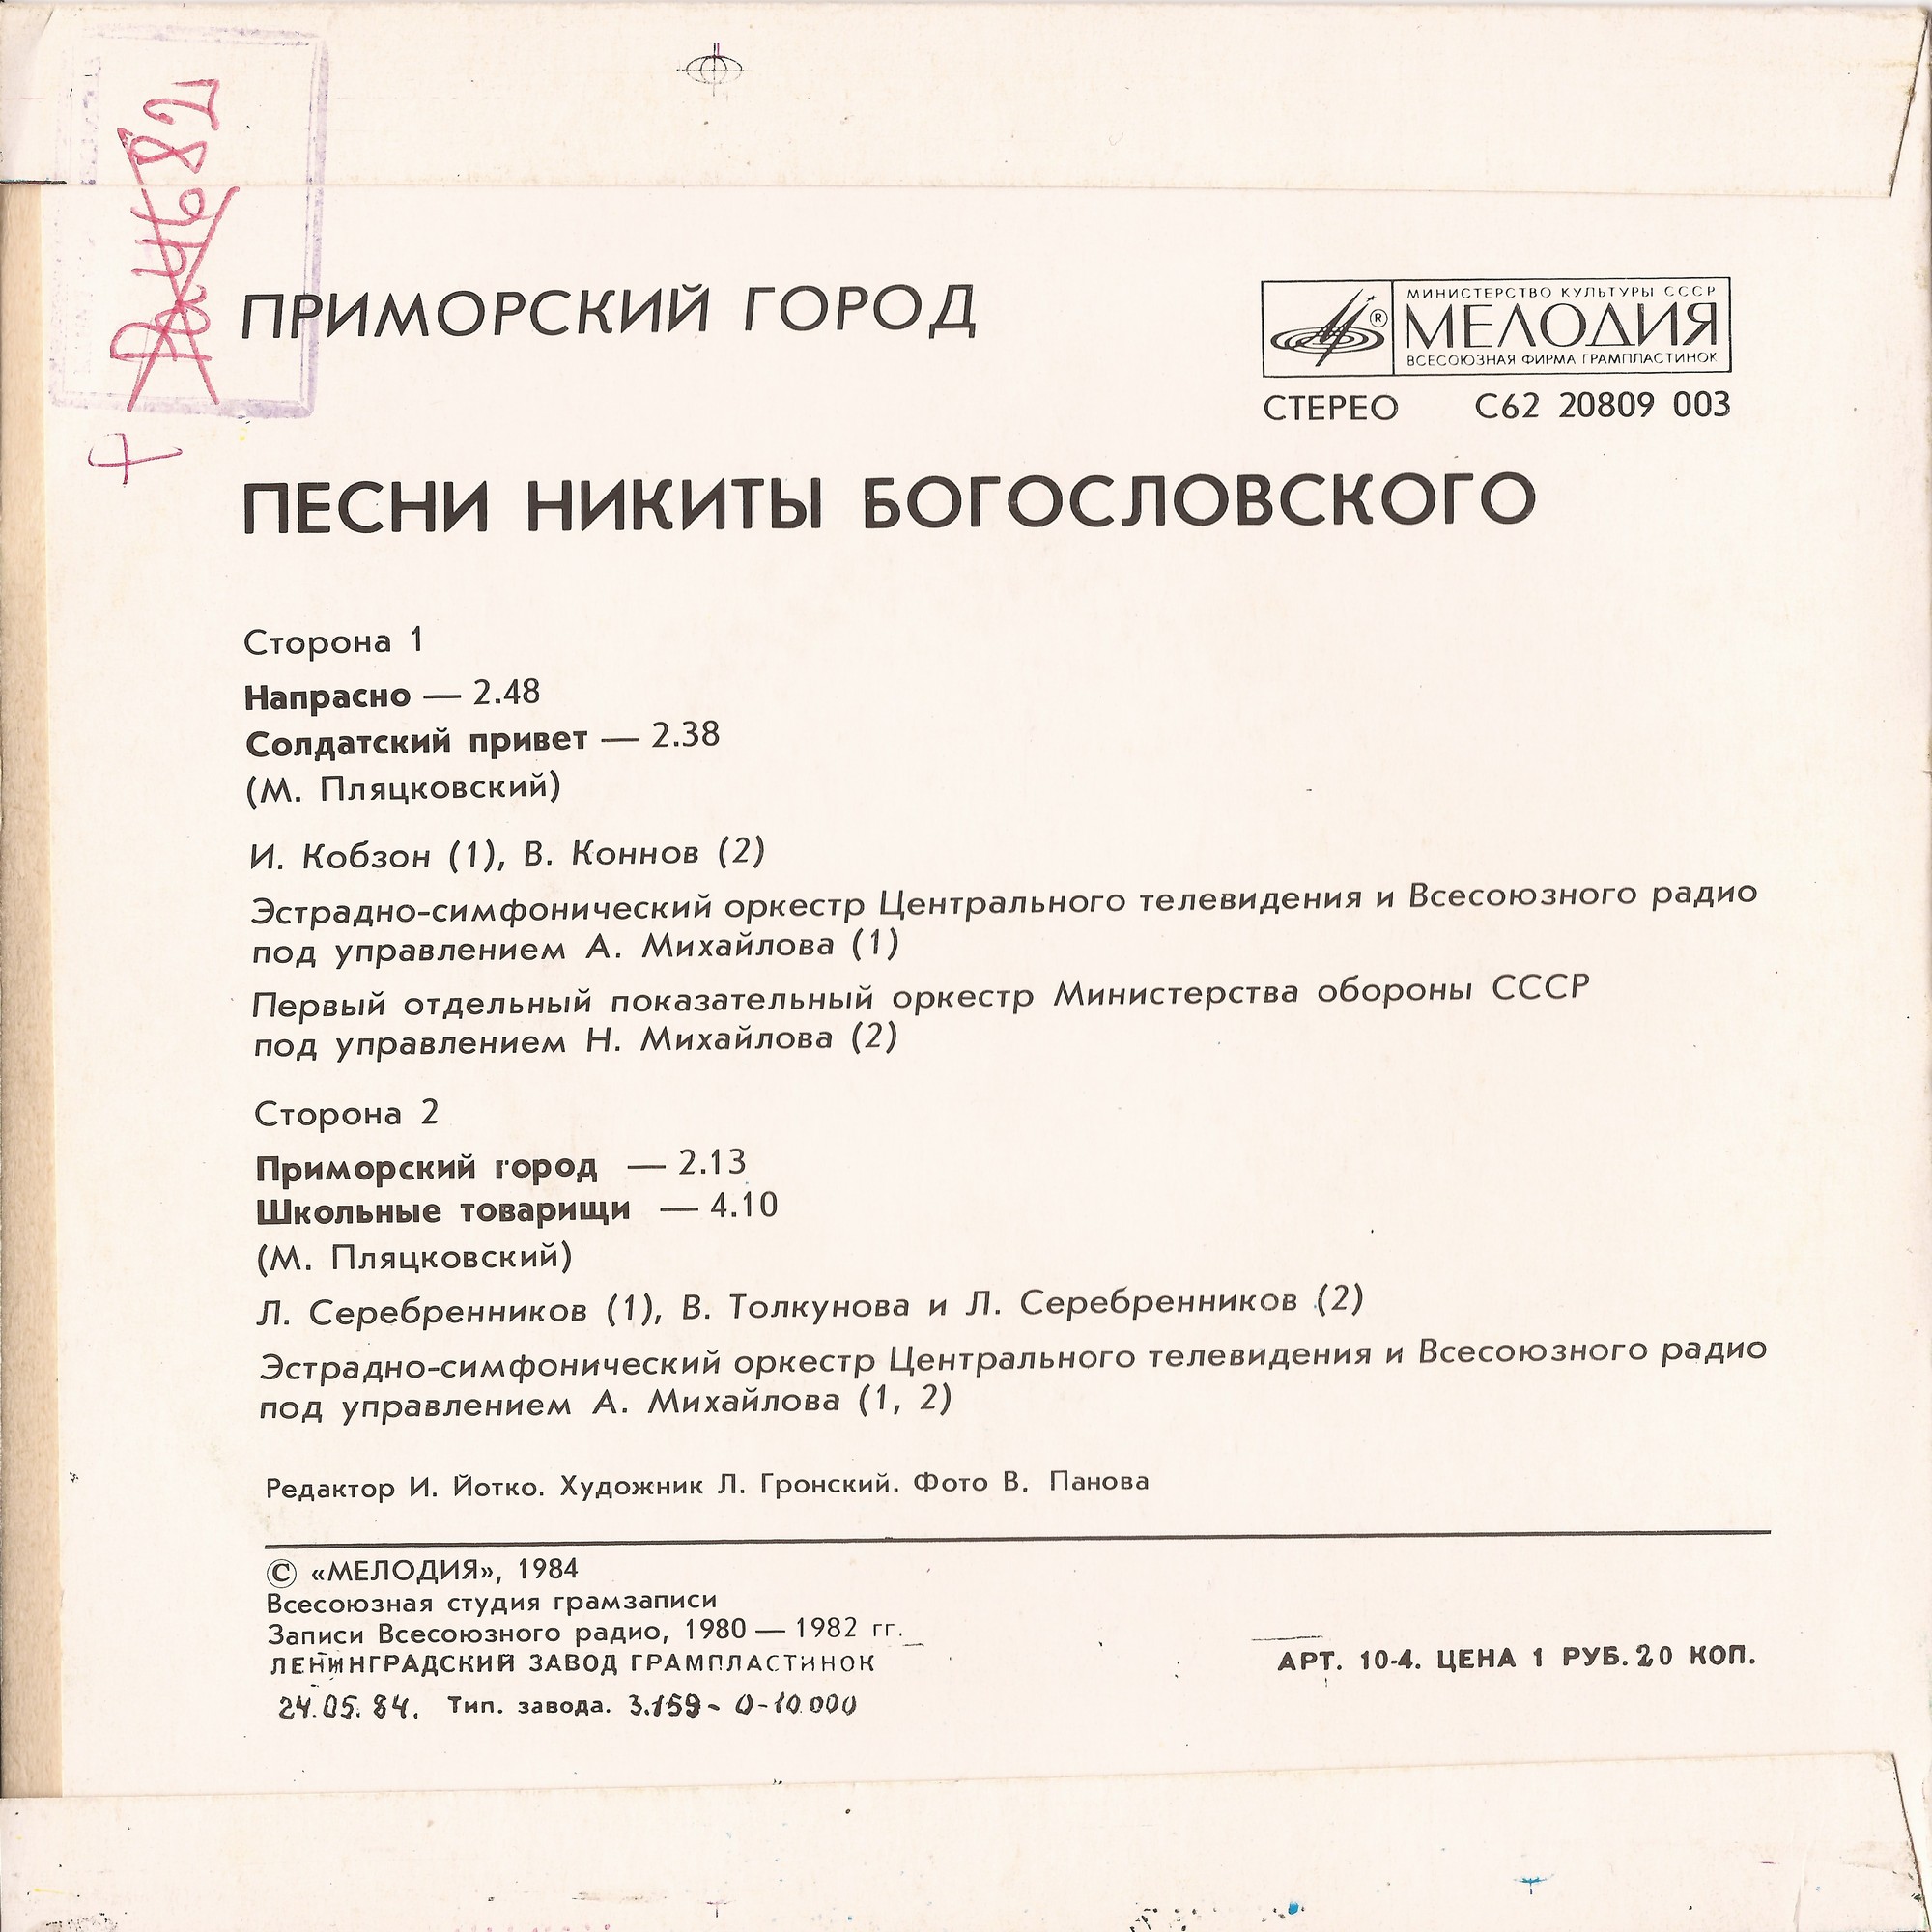 ПРИМОРСКИЙ ГОРОД
МИНИСТЕРСТВО КУЛЬТУРЫ СССР
МЕЛОДИЯ
ВСЕСОЮЗНАЯ ФИРМА ГРАМПЛАСТИНОК
СТЕРЕО С62 20809 003
ПЕСНИ НИКИТЫ БОГОСЛОВСКОГО
Сторона 1
Напрасно — 2.48
Солдатский привет — 2.38
(М. Пляцковский)
И. Кобзон (1), В. Коннов (2)
Эстрадно-симфонический оркестр Центрального телевидения и Всесоюзного радио
под управлением А. Михайлова (1)
Первый отдельный показательный оркестр Министерства обороны СССР
под управлением Н. Михайлова (2)
Сторона 2
Приморский город — 2.13
Школьные товарищи — 4.10
(М. Пляцковский)
Л. Серебренников (1), В. Толкунова и Л. Серебренников (2)
Эстрадно-симфонический оркестр Центрального телевидения и Всесоюзного радио
под управлением А. Михайлова (1, 2)
Редактор И. Йотко. Художник Л. Гронский. Фото В. Панова
© «МЕЛОДИЯ», 1984
Всесоюзная студия грамзаписи
Записи Всесоюзного радио, 1980 — 1982 гг.
ЛЕНИНГРАДСКИЙ ЗАВОД ГРАМПЛАСТИНОК
АРТ. 10-4. ЦЕНА 1 РУБ. 20 КОП.
24.05.84. Тип. завода. З.159- 0-10.000